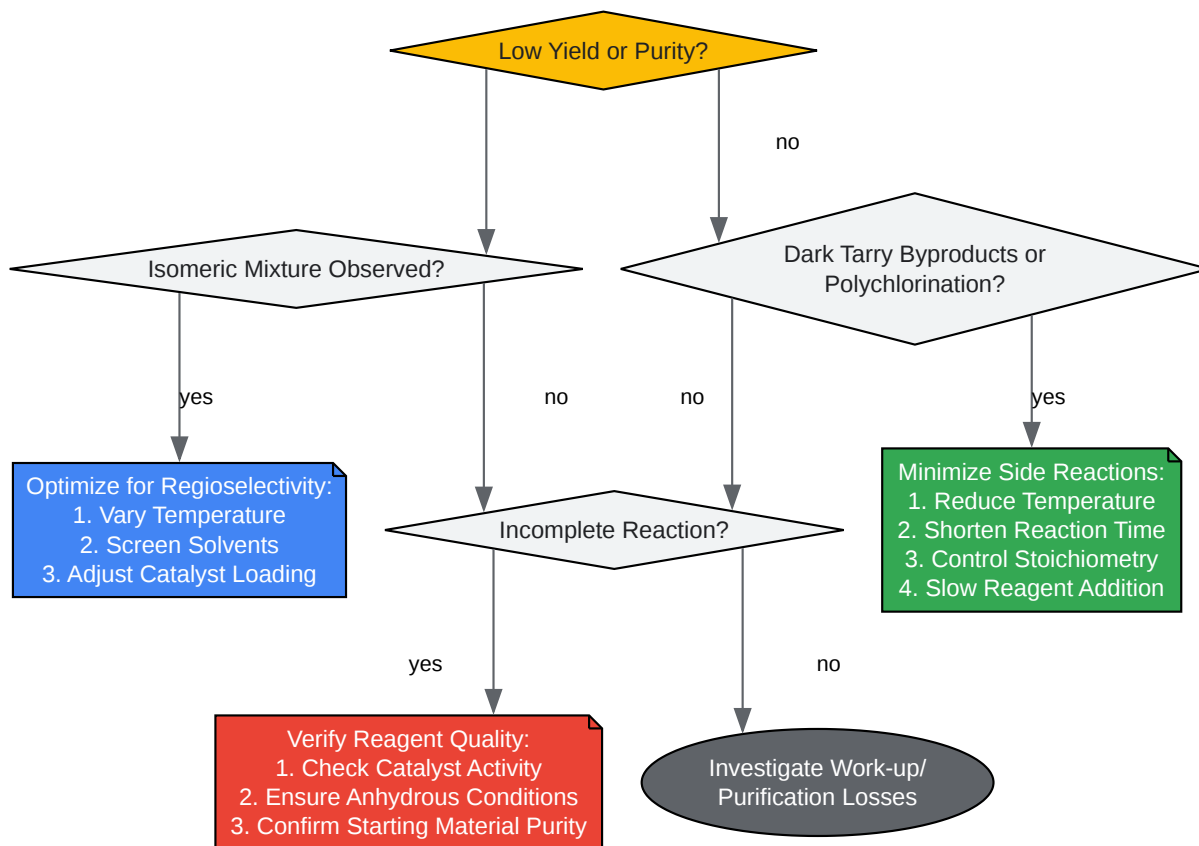 Low Yield or Purity?
no
Isomeric Mixture Observed?
Dark Tarry Byproducts or
Polychlorination?
yes
no
no
yes
Optimize for Regioselectivity:
1. Vary Temperature
2. Screen Solvents
3. Adjust Catalyst Loading
Incomplete Reaction?
Minimize Side Reactions:
1. Reduce Temperature
2. Shorten Reaction Time
3. Control Stoichiometry
4. Slow Reagent Addition
yes
no
Verify Reagent Quality:
1. Check Catalyst Activity
2. Ensure Anhydrous Conditions
3. Confirm Starting Material Purity
Investigate Work-up/
Purification Losses